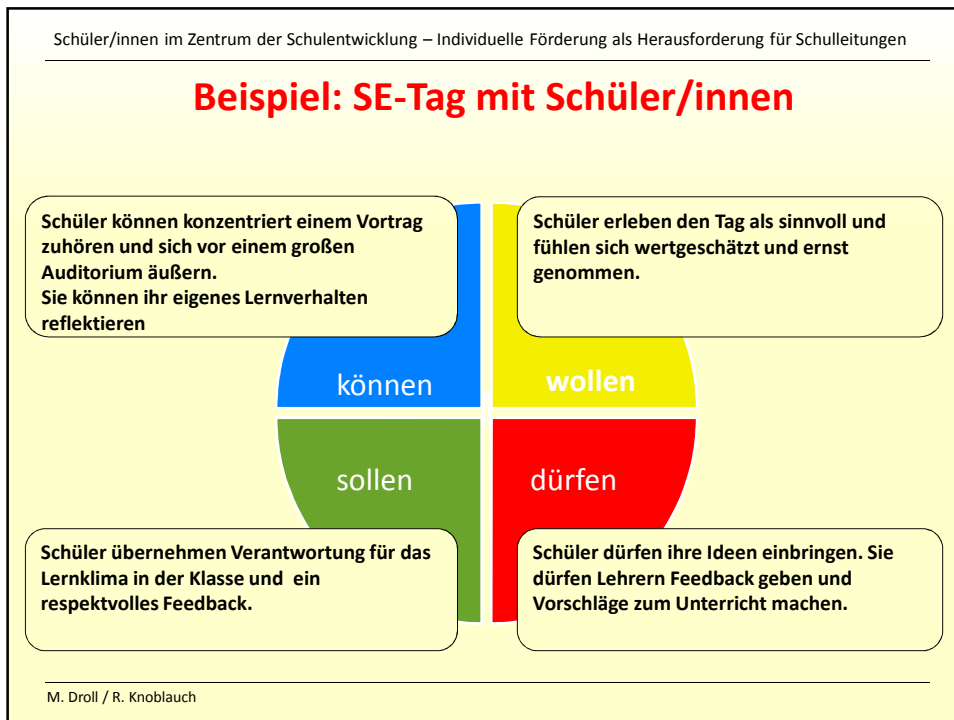 Schüler/innen im Zentrum der Schulentwicklung – Individuelle Förderung als Herausforderung für Schulleitungen
Beispiel: SE-Tag mit Schüler/innen
Schüler können konzentriert einem Vortrag
zuhören und sich vor einem großen
Auditorium äußern.
Sie können ihr eigenes Lernverhalten
reflektieren
Schüler erleben den Tag als sinnvoll und
fühlen sich wertgeschätzt und ernst
genommen.
können
wollen
sollen
dürfen
Schüler übernehmen Verantwortung für das
Lernklima in der Klasse und ein
respektvolles Feedback.
Schüler dürfen ihre Ideen einbringen. Sie
dürfen Lehrern Feedback geben und
Vorschläge zum Unterricht machen.
M. Droll / R. Knoblauch